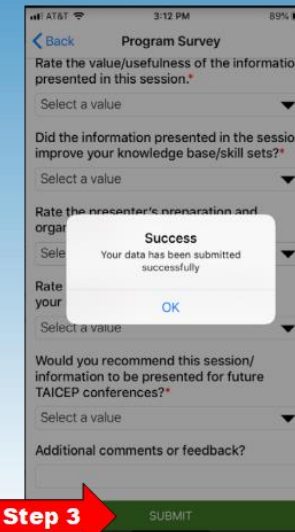 AT&T 3:12 PM 89%
Back Program Survey
Rate the value/usefulness of the informatio
presented in this session.*
Select a value
Did the information presented in the sessio
improve your knowledge base/skill sets?*
Select a value
Rate the presenter's preparation and
organ
Sele
Success
Your data has been submitted
successfully
OK
Rate
your
Select a value
Would you recommend this session/
information to be presented for future
TAICEP conferences?*
Select a value
Additional comments or feedback?
Step 3 SUBMIT